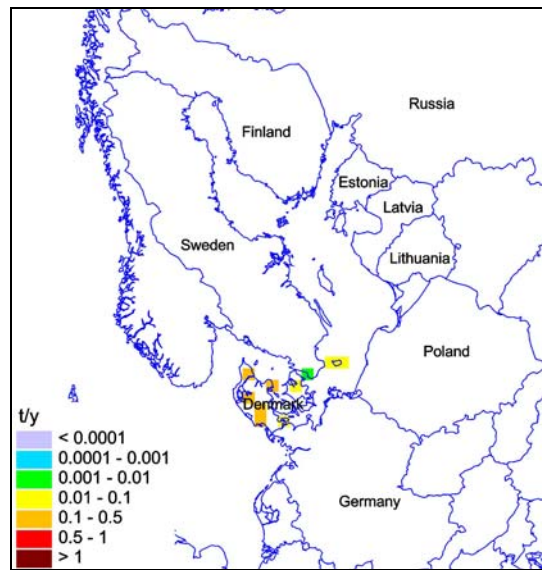 Russia
Finland
Estonia
Latvia
Sweden
Lithuania
Poland
Denmark
t/y
< 0.0001
0.0001 - 0.001
0.001 - 0.01
0.01 - 0.1
0.1 - 0.5
0.5 - 1
> 1
Germany